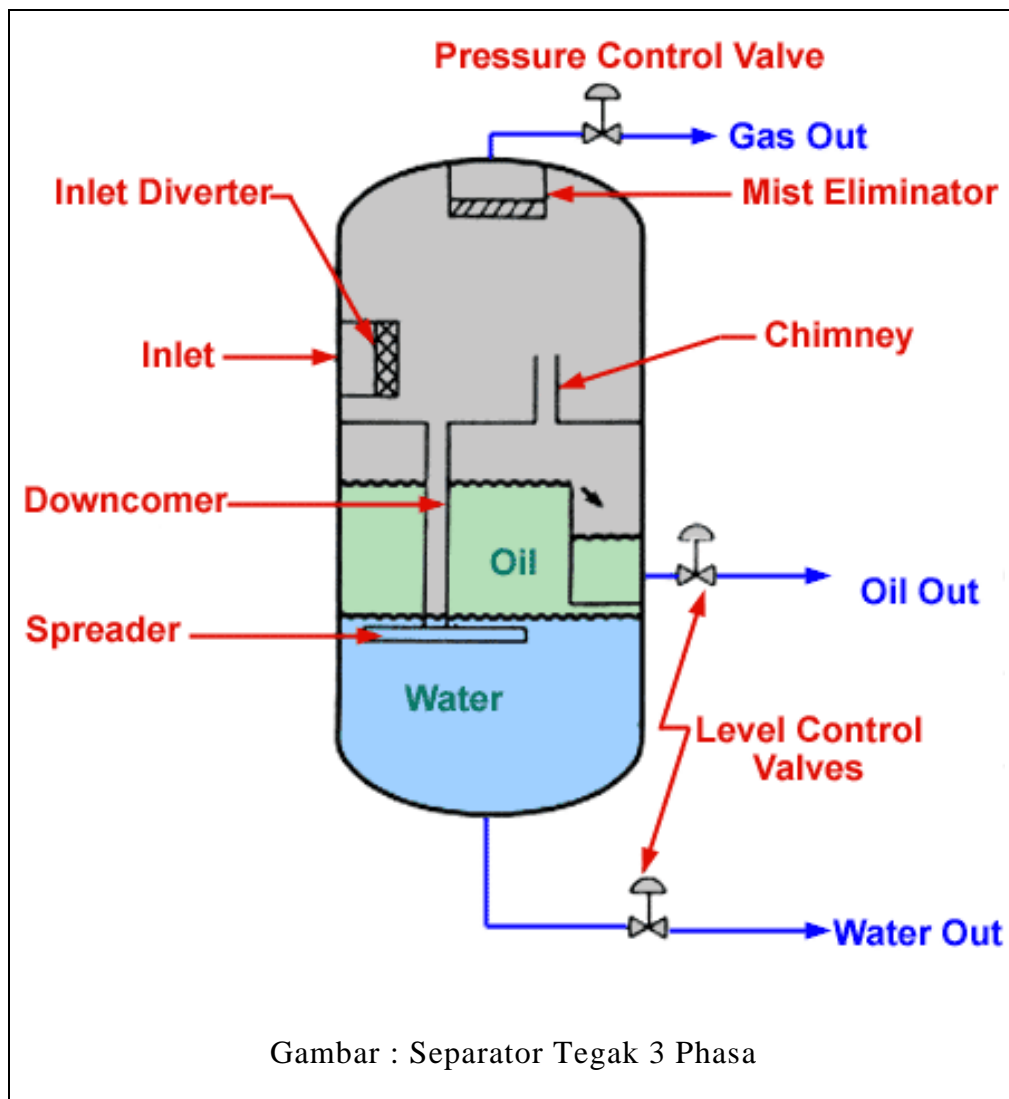 Pressure Control Valve
Gas Out
Inlet Diverter
Mist Eliminator
Inlet
Chimney
Downcomer
Oil
Oil Out
Spreader
Water
Level Control
Valves
Water Out
Gambar : Separator Tegak 3 Phasa